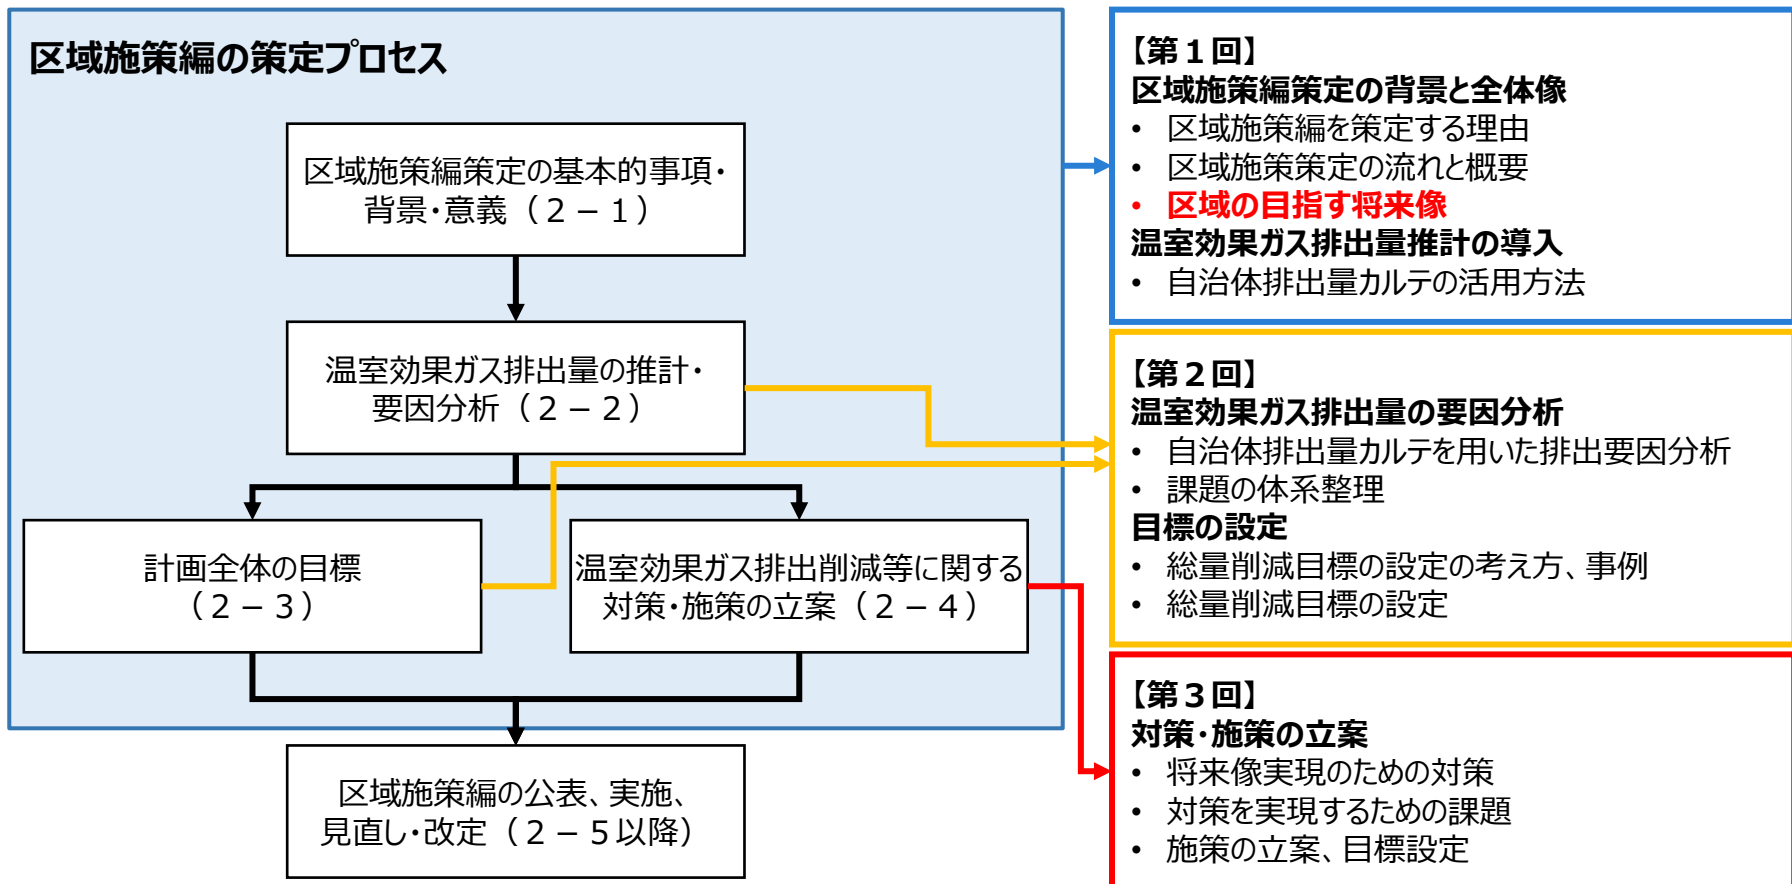 区域施策編の策定プロセス
区域施策編策定の基本的事項・
背景・意義（２－１）
温室効果ガス排出量の推計・
要因分析（２－２）
計画全体の目標
（２－３）
温室効果ガス排出削減等に関する
対策・施策の立案（２－４）
区域施策編の公表、実施、
見直し・改定（２－５以降）
【第１回】
区域施策編策定の背景と全体像
• 区域施策編を策定する理由
• 区域施策策定の流れと概要
• 区域の目指す将来像
温室効果ガス排出量推計の導入
• 自治体排出量カルテの活用方法
【第２回】
温室効果ガス排出量の要因分析
• 自治体排出量カルテを用いた排出要因分析
• 課題の体系整理
目標の設定
• 総量削減目標の設定の考え方、事例
• 総量削減目標の設定
【第３回】
対策・施策の立案
• 将来像実現のための対策
• 対策を実現するための課題
• 施策の立案、目標設定